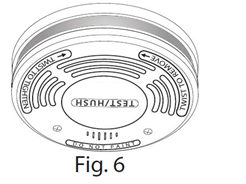 TWIST TO TIGHTEN
TWIST TO REMOVE
TEST/HUSH
DO NOT PAINT
Fig. 6